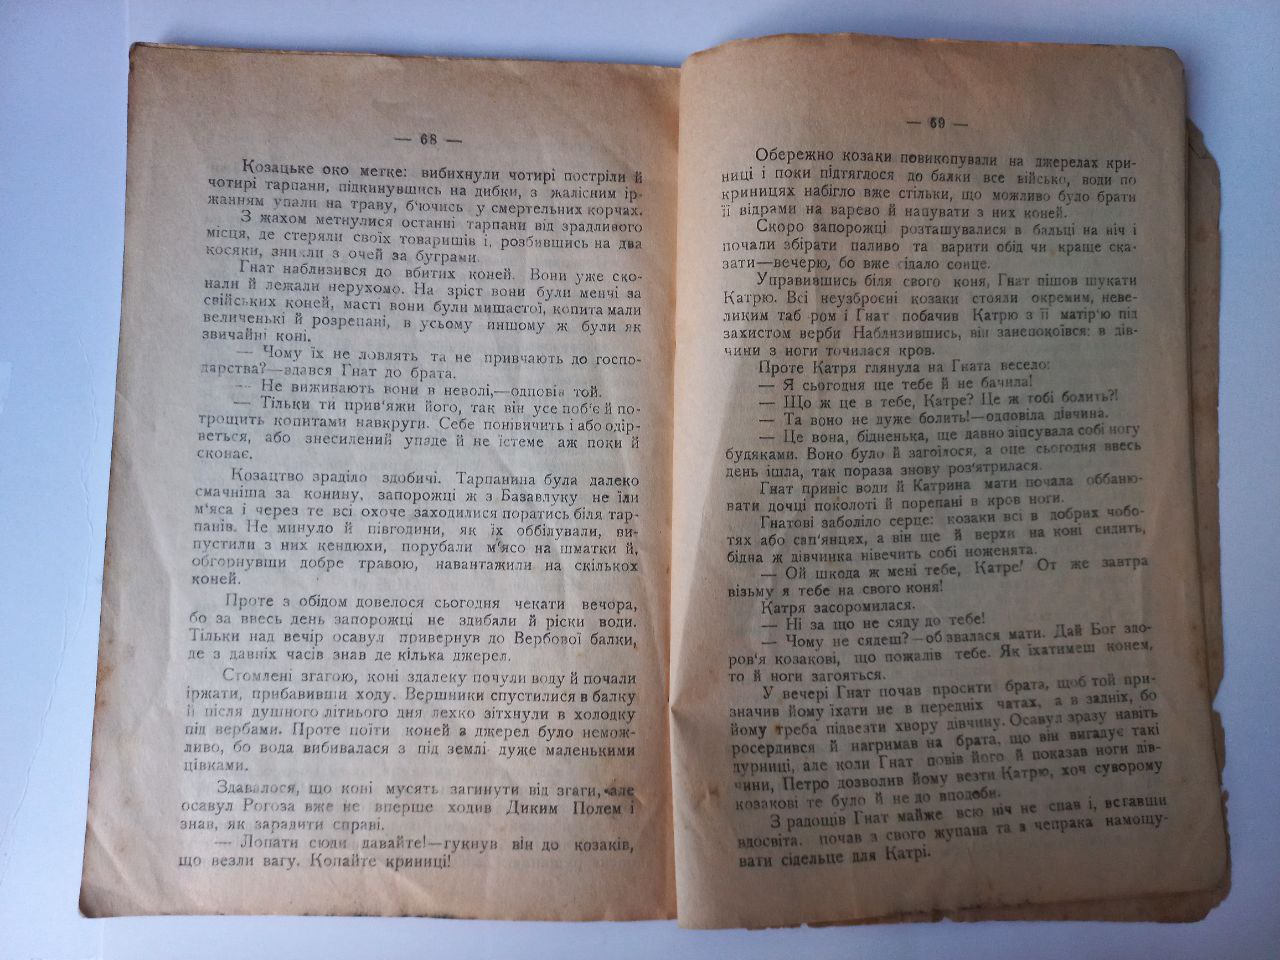 — 68 —
Козацьке око метке: вибихнули чотирі постріли й
чотирі тарпани, підкинувшись на дибки, з жалісним ір-
жанням упали на траву, б'ючись у смертельних корчах.
З жахом метнулися останні тарпани від зрадливого
місця, де стеряли своїх товаришів і, розбившись на два
косяки, зникли з очей за буграми.
Гнат наблизився до вбитих коней. Вони уже ско-
нали й лежали нерухомо. На зріст вони були менчі за
свійських коней, масті вони були мишастої, копита мали
величенькі й розрепані, в усьому иншому ж були як
звичайні коні.
— Чому їх не ловлять та не привчають до госпо-
дарства?—вдався Гнат до брата.
— Не виживають вони в неволі,—одповів той.
— Тільки ти прив'яжи його, так він усе поб'є й по-
трощить копитами навкруги. Себе понівичить і або одір-
веться, або знесилений упаде й не їстеме аж поки й
сконає.
Козацтво зраділо здобичі. Тарпанина була далеко
смачніша за конину, запорожці ж з Базавлуку не їли
м'яса і через те всі охоче заходилися поратись біля тар-
панів. Не минуло й півгодини, як їх оббілували, ви-
пустили з них кендюхи, порубали м'ясо на шматки й,
обгорнувши добре травою, навантажили на скількох
коней.
Проте з обідом довелося сьогодня чекати вечора,
бо за ввесь день запорожці не здибали й ріски води.
Тільки над вечір осавул привернув до Вербової балки,
де з давніх часів знав де кілька джерел.
Стомлені згагою, коні здалеку почули воду й почали
іржати, прибавивши ходу. Вершники спустилися в балку
й після душного літнього дня лехко зітхнули в холодку
під вербами. Проте поїти коней з джерел було немож-
ливо, бо вода вибивалася з під землі дуже маленькими
цівками.
Здавалося, що коні мусять загинути від згаги, але
осавул Рогоза вже не вперше ходив Диким Полем і
знав, як зарадити справі.
— Лопати сюди давайте!—гукнув він до козаків,
що везли вагу. Копайте криниці!
— 69 —
Обережно козаки повикопували на джерелах кри-
ниці і поки підтяглося до балки все військо, води по
криницях набігло вже стільки, що можливо було брати
її відрами на варево й напувати з них коней.
Скоро запорожці розташувалися в бальці на ніч і
почали збірати паливо та варити обід чи краще ска-
зати—вечерю, бо вже сідало сонце.
Управившись біля свого коня, Гнат пішов шукати
Катрю. Всі неузброєні козаки стояли окремим, неве-
ликим таб ром і Гнат побачив Катрю з її матір'ю під
захистом верби Наблизившись, він занепокоївся: в дів-
чини з ноги точилася кров.
Проте Катря глянула на Гната весело:
— Я сьогодня ще тебе й не бачила!
— Що ж це в тебе, Катре? Це ж тобі болить?!
— Та воно не дуже болить!—одповіла дівчина.
— Це вона, бідненька, ще давно зіпсувала собі ногу
будяками. Воно було й загоїлося, а оце сьогодня ввесь
день ішла, так пораза знову роз'ятрилася.
Гнат приніс води й Катрина мати почала оббаню-
вати дочці поколоті й порепані в кров ноги.
Гнатові заболіло серце: козаки всі в добрих чобо-
тях або сап'янцях, а він ще й верхи на коні сидить,
бідна ж дівчинка нівечить собі ноженята.
— Ой шкода ж мені тебе, Катре! От же завтра
візьму я тебе на свого коня!
Катря засоромилася.
— Ні за що не сяду до тебе!
— Чому не сядеш?—об звалася мати. Дай Бог здо-
ров'я козакові, що пожалів тебе. Як їхатимеш конем,
то й ноги загояться.
У вечері Гнат почав просити брата, щоб той при-
значив йому їхати не в передніх чатах, а в задніх, бо
йому треба підвезти хвору дівчину. Осавул зразу навіть
росердився й нагримав на брата, що він вигадує такі
дурниці, але коли Гнат повів його й показав ноги дів-
чини, Петро дозволив йому везти Катрю, хоч суворому
козакові те було й не до вподоби.
З радощів Гнат майже всю ніч не спав і, вставши
вдосвіта, почав з свого жупана та з чепрака намощу-
вати сідельце для Катрі.